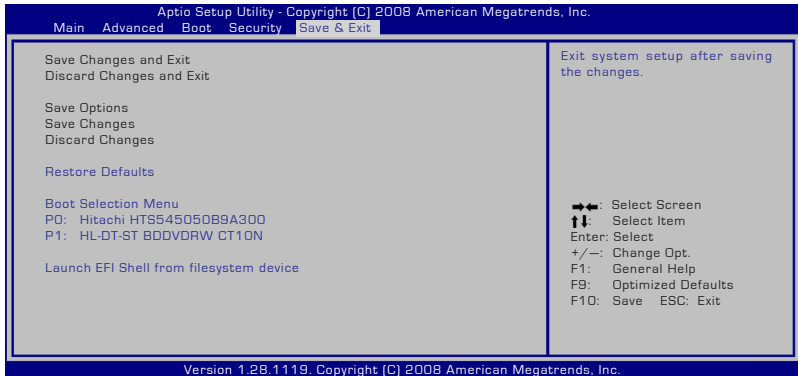 Aptio Setup Utility - Copyright (C) 2008 American Megatrends, Inc.
Main Advanced Boot Security Save & Exit
Save Changes and Exit
Discard Changes and Exit
Save Options
Save Changes
Discard Changes
Restore Defaults
Boot Selection Menu
P0: Hitachi HTS545050B9A300
P1: HL-DT-ST BDDVDRW CT10N
Launch EFI Shell from filesystem device
Exit system setup after saving
the changes.
→←: Select Screen
↑↓: Select Item
Enter: Select
+/—: Change Opt.
F1: General Help
F9: Optimized Defaults
F10: Save ESC: Exit
Version 1.28.1119. Copyright (C) 2008 American Megatrends, Inc.